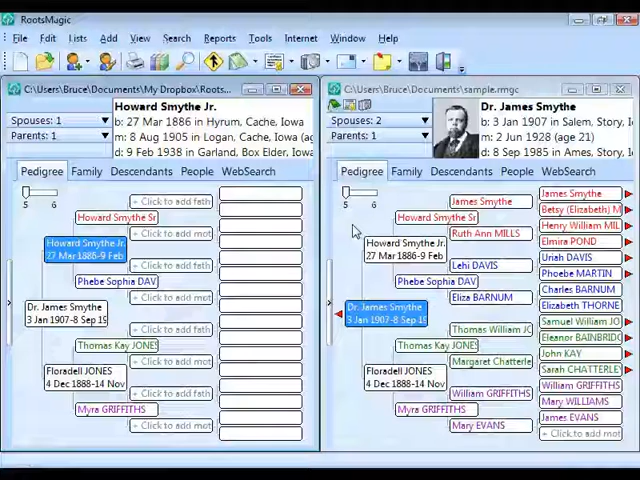 RootsMagic
File Edit Lists Add Search Reports Tools Internet Window Help
C:\Users\Bruce\Documents\My Dropbox\Roots...
Howard Smythe Jr.
Spouses: 1
b: 27 Mar 1886 in Hyrum, Cache, Iowa
Parents: 1
m: 8 Aug 1905 in Logan, Cache, Iowa (a
d: 9 Feb 1938 in Garland, Box Elder, I
Pedigree Family Descendants People WebSearch
5 6
+ Click to add fath
Howard Smythe Sr
+ Click to add mot
Howard Smythe Jr.
27 Mar 1886-9 Feb
+ Click to add fath
Phebe Sophia DAV
+ Click to add mot
Dr. James Smythe
3 Jan 1907-8 Sep 19
+ Click to add fath
Thomas Kay JONES
+ Click to add mot
Floradell JONES
4 Dec 1888-14 Nov
+ Click to add fath
Myra GRIFFITHS
+ Click to add mot
C:\Users\Bruce\Documents\sample.rmgc
Dr. James Smythe
Spouses: 2
b: 3 Jan 1907 in Salem, Story, I
Parents: 1
m: 2 Jun 1928 (age 21)
d: 8 Sep 1985 in Ames, Story, I
Pedigree Family Descendants People WebSearch
5 6
James Smythe
James Smythe
Betsy (Elizabeth) M
Howard Smythe Sr
Henry William MIL
Ruth Ann MILLS
Elmira POND
Howard Smythe Jr.
27 Mar 1886-9 Feb
Uriah DAVIS
Lehi DAVIS
Phoebe MARTIN
Phebe Sophia DAV
Charles BARNUM
Eliza BARNUM
Elizabeth THORNE
Dr. James Smythe
3 Jan 1907-8 Sep 19
Samuel William JO
Thomas William JO
Eleanor BAINBRIDG
Thomas Kay JONES
John KAY
Margaret Chatterle
Sarah CHATTERLEY
Floradell JONES
4 Dec 1888-14 Nov
William GRIFFITHS
William GRIFFITHS
Mary WILLIAMS
Myra GRIFFITHS
James EVANS
Mary EVANS
+ Click to add mot